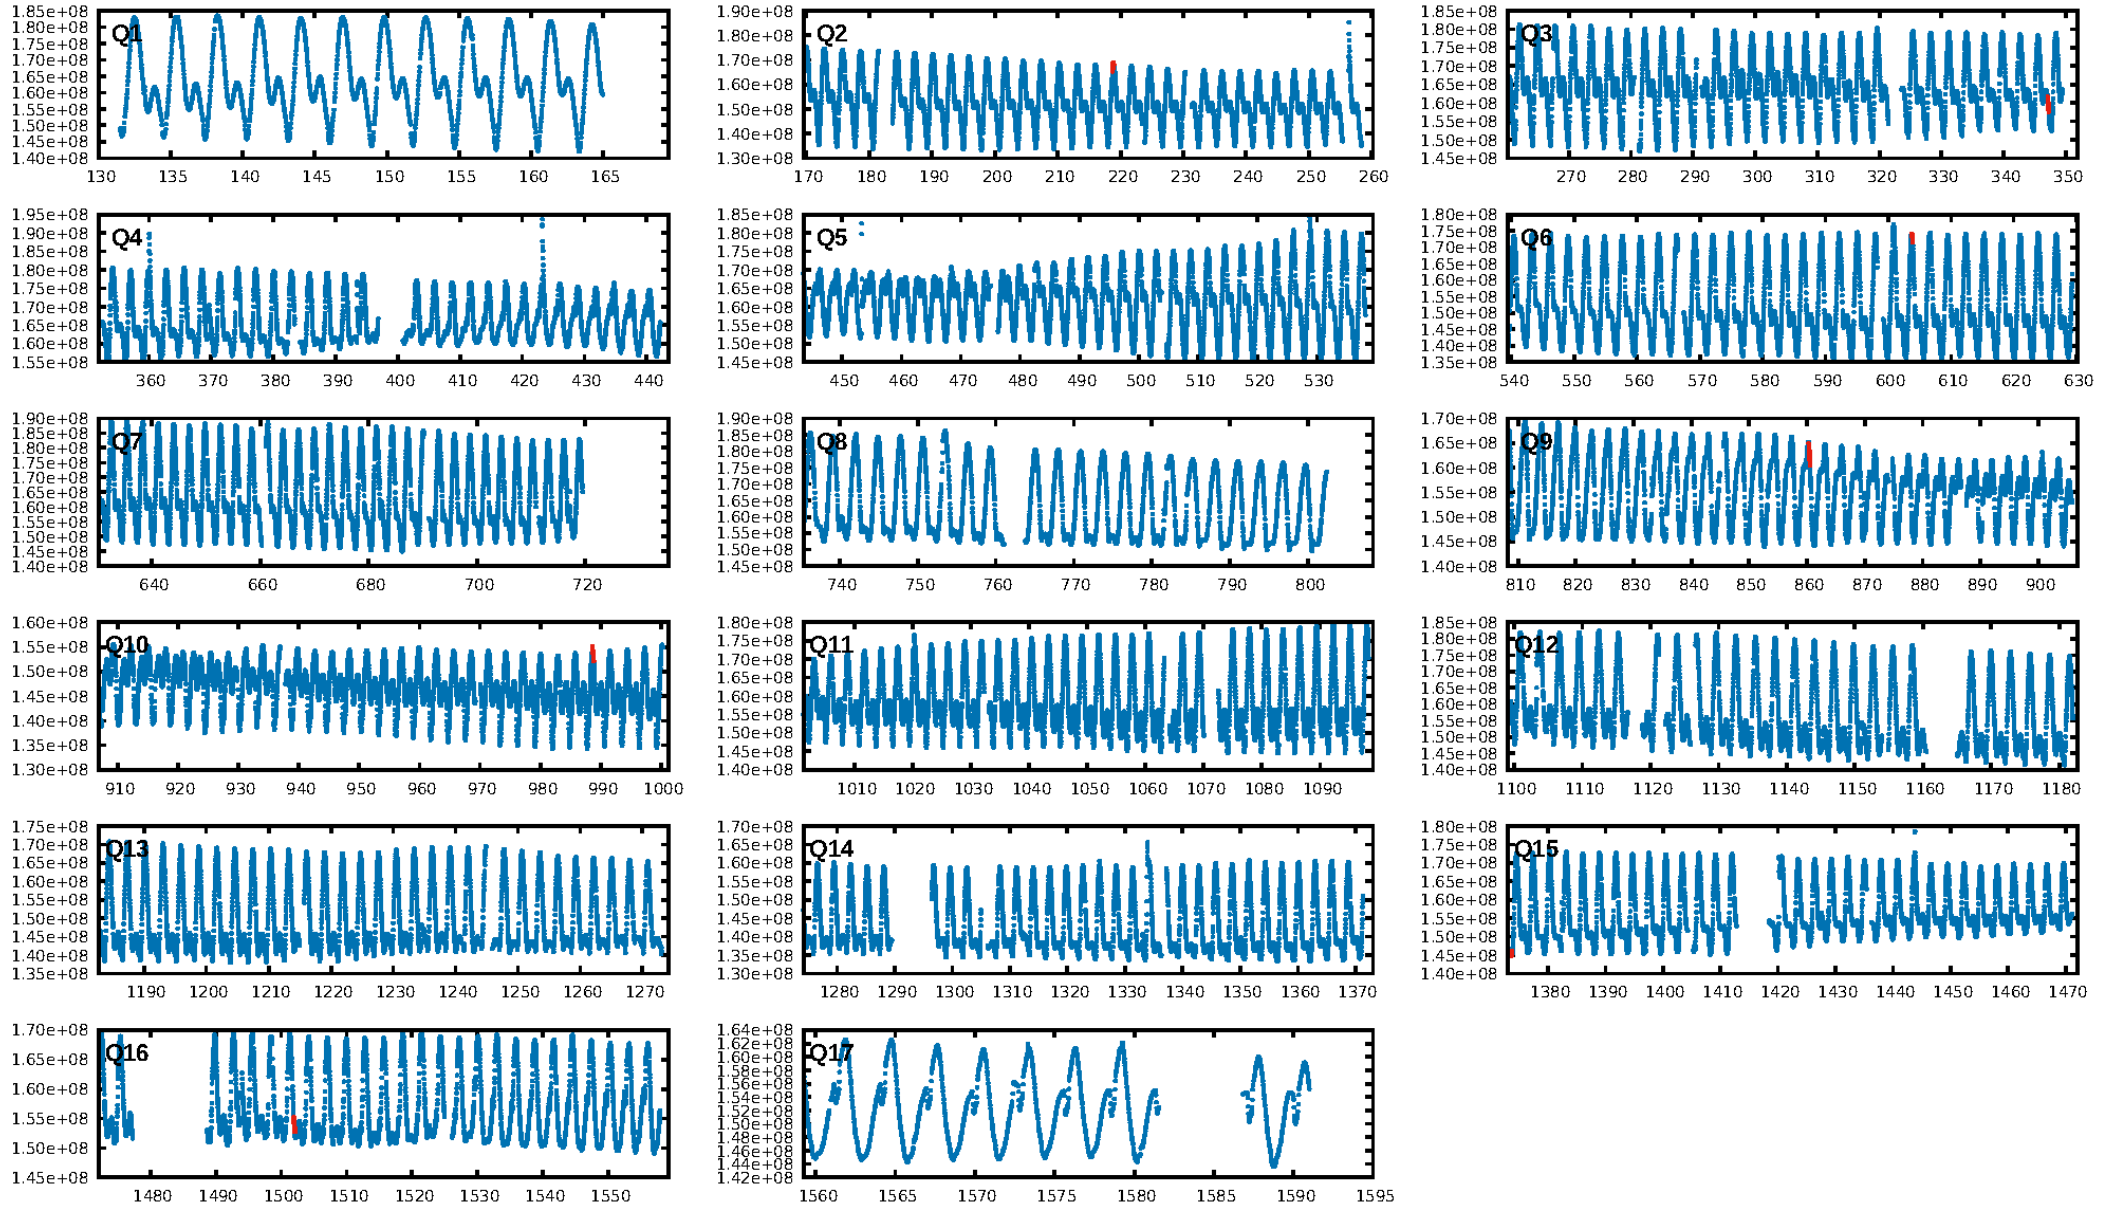 Q1
1.85e+08
1.80e+08
1.75e+08
1.70e+08
1.65e+08
1.60e+08
1.55e+08
1.50e+08
1.45e+08
1.40e+08
130 135 140 145 150 155 160 165
Q2
1.90e+08
1.80e+08
1.70e+08
1.60e+08
1.50e+08
1.40e+08
1.30e+08
170 180 190 200 210 220 230 240 250 260
Q3
1.85e+08
1.80e+08
1.75e+08
1.70e+08
1.65e+08
1.60e+08
1.55e+08
1.50e+08
1.45e+08
270 280 290 300 310 320 330 340 350
Q4
1.95e+08
1.90e+08
1.85e+08
1.80e+08
1.75e+08
1.70e+08
1.65e+08
1.60e+08
1.55e+08
360 370 380 390 400 410 420 430 440
Q5
1.85e+08
1.80e+08
1.75e+08
1.70e+08
1.65e+08
1.60e+08
1.55e+08
1.50e+08
1.45e+08
450 460 470 480 490 500 510 520 530
Q6
1.80e+08
1.75e+08
1.70e+08
1.65e+08
1.60e+08
1.55e+08
1.50e+08
1.45e+08
1.40e+08
1.35e+08
540 550 560 570 580 590 600 610 620 630
Q7
1.90e+08
1.85e+08
1.80e+08
1.75e+08
1.70e+08
1.65e+08
1.60e+08
1.55e+08
1.50e+08
1.45e+08
1.40e+08
640 660 680 700 720
Q8
1.90e+08
1.85e+08
1.80e+08
1.75e+08
1.70e+08
1.65e+08
1.60e+08
1.55e+08
1.50e+08
1.45e+08
740 750 760 770 780 790 800
Q9
1.70e+08
1.65e+08
1.60e+08
1.55e+08
1.50e+08
1.45e+08
1.40e+08
810 820 830 840 850 860 870 880 890 900
Q10
1.60e+08
1.55e+08
1.50e+08
1.45e+08
1.40e+08
1.35e+08
1.30e+08
910 920 930 940 950 960 970 980 990 1000
Q11
1.80e+08
1.75e+08
1.70e+08
1.65e+08
1.60e+08
1.55e+08
1.50e+08
1.45e+08
1.40e+08
1010 1020 1030 1040 1050 1060 1070 1080 1090
Q12
1.85e+08
1.80e+08
1.75e+08
1.70e+08
1.65e+08
1.60e+08
1.55e+08
1.50e+08
1.45e+08
1.40e+08
1100 1110 1120 1130 1140 1150 1160 1170 1180
Q13
1.75e+08
1.70e+08
1.65e+08
1.60e+08
1.55e+08
1.50e+08
1.45e+08
1.40e+08
1.35e+08
1190 1200 1210 1220 1230 1240 1250 1260 1270
Q14
1.70e+08
1.65e+08
1.60e+08
1.55e+08
1.50e+08
1.45e+08
1.40e+08
1.35e+08
1.30e+08
1280 1290 1300 1310 1320 1330 1340 1350 1360 1370
Q15
1.80e+08
1.75e+08
1.70e+08
1.65e+08
1.60e+08
1.55e+08
1.50e+08
1.45e+08
1.40e+08
1380 1390 1400 1410 1420 1430 1440 1450 1460 1470
Q16
1.70e+08
1.65e+08
1.60e+08
1.55e+08
1.50e+08
1.45e+08
1480 1490 1500 1510 1520 1530 1540 1550
Q17
1.64e+08
1.62e+08
1.60e+08
1.58e+08
1.56e+08
1.54e+08
1.52e+08
1.50e+08
1.48e+08
1.46e+08
1.44e+08
1.42e+08
1560 1565 1570 1575 1580 1585 1590 1595